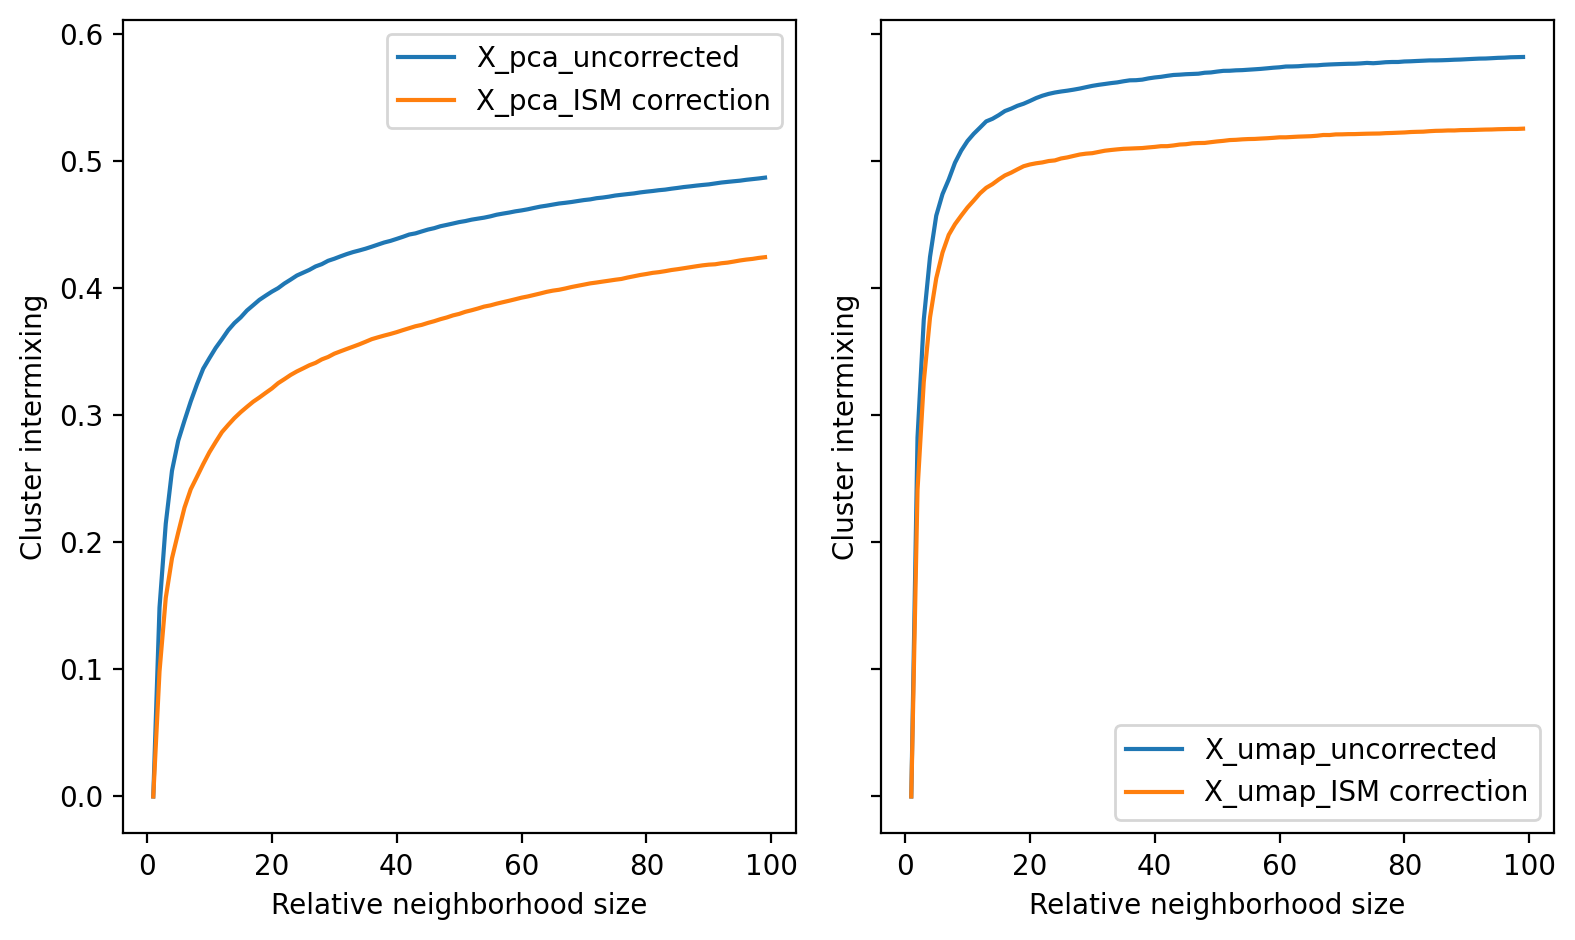 0.6
0.5
0.4
0.3
0.2
0.1
0.0
Cluster intermixing
X_pca_uncorrected
X_pca_ISM correction
0 20 40 60 80 100
Relative neighborhood size
Cluster intermixing
X_umap_uncorrected
X_umap_ISM correction
0 20 40 60 80 100
Relative neighborhood size